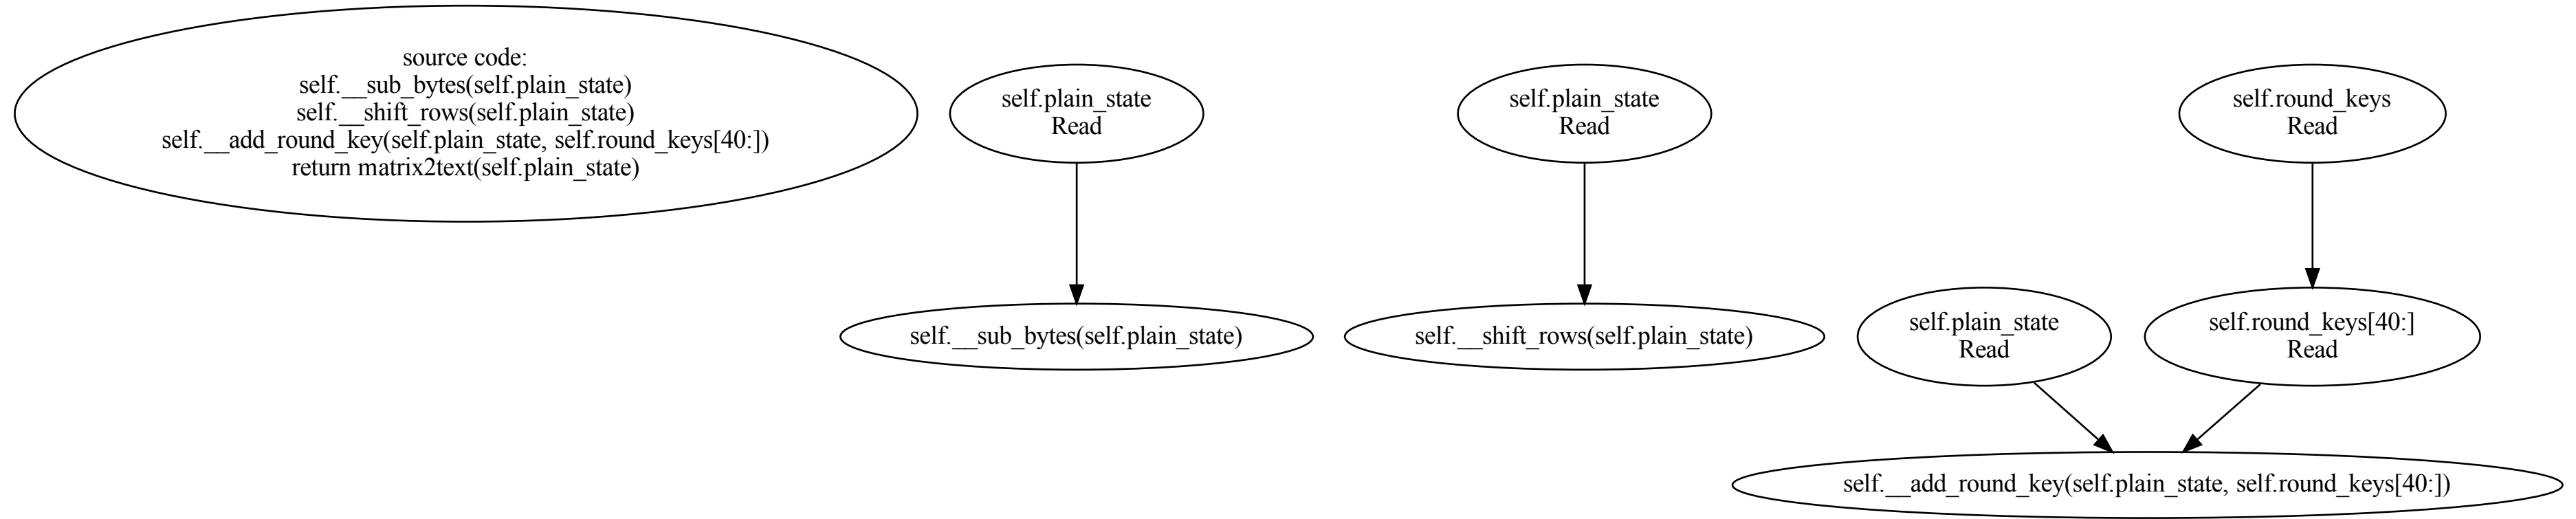 source code:
self.__sub_bytes(self.plain_state)
self.__shift_rows(self.plain_state)
self.__add_round_key(self.plain_state, self.round_keys[40:])
return matrix2text(self.plain_state)
self.plain_state
Read
self.__sub_bytes(self.plain_state)
self.plain_state
Read
self.__shift_rows(self.plain_state)
self.round_keys
Read
self.plain_state
Read
self.round_keys[40:]
Read
self.__add_round_key(self.plain_state, self.round_keys[40:])